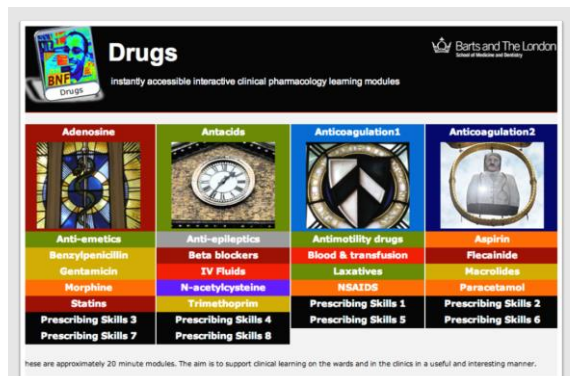 Drugs
Barts and The London
School of Medicine and Dentistry
BNF
Drugs
instantly accessible interactive clinical pharmacology learning modules
Adenosine Antacids Anticoagulation1 Anticoagulation2
Anti-emetics Anti-epileptics Antimotility drugs Aspirin
Benzylpenicillin Beta blockers Blood & transfusion Flecainide
Gentamicin IV Fluids Laxatives Macrolides
Morphine N-acetylcysteine NSAIDS Paracetamol
Statins Trimethoprim Prescribing Skills 1 Prescribing Skills 2
Prescribing Skills 3 Prescribing Skills 4 Prescribing Skills 5 Prescribing Skills 6
Prescribing Skills 7 Prescribing Skills 8
hese are approximately 20 minute modules. The aim is to support clinical learning on the wards and in the clinics in a useful and interesting manner.